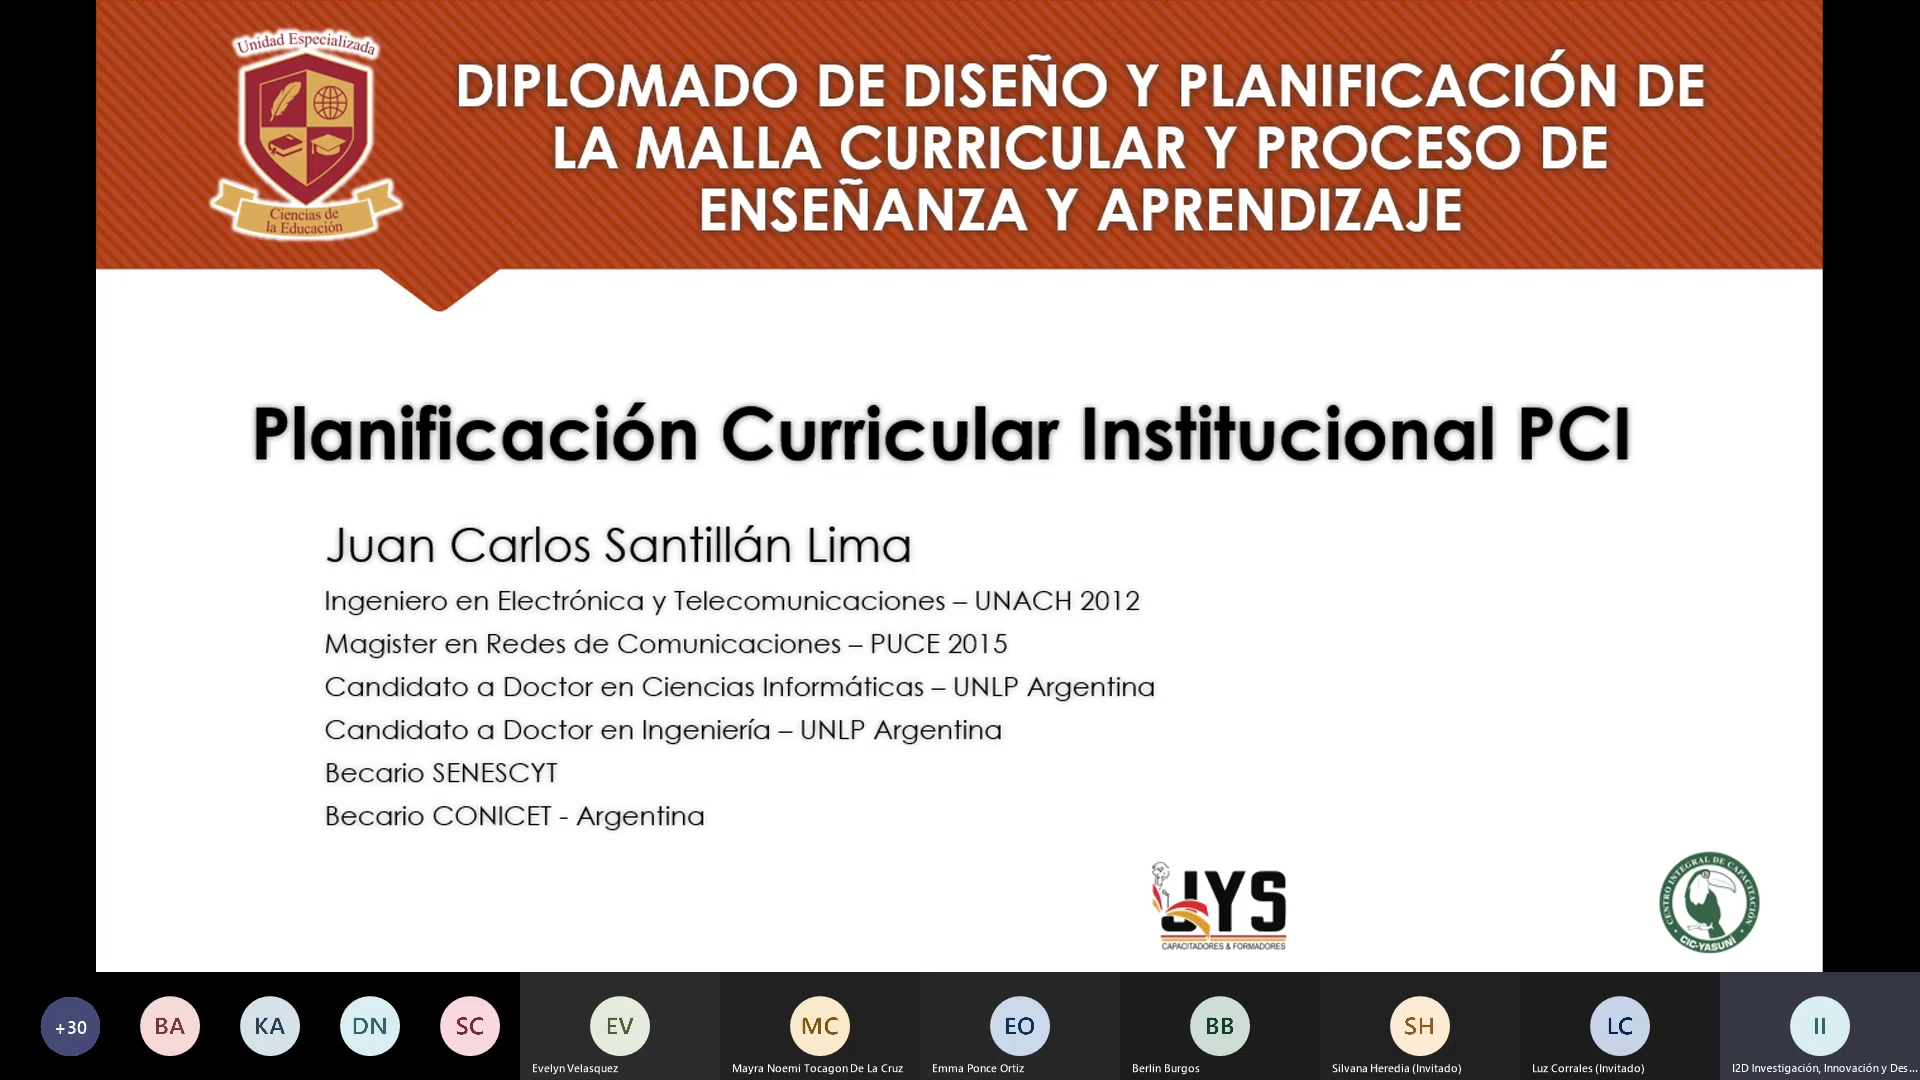 Unidad Especializada
Ciencias de
la Educación
DIPLOMADO DE DISEÑO Y PLANIFICACIÓN DE
LA MALLA CURRICULAR Y PROCESO DE
ENSEÑANZA Y APRENDIZAJE
Planificación Curricular Institucional PCI
Juan Carlos Santillán Lima
Ingeniero en Electrónica y Telecomunicaciones – UNACH 2012
Magister en Redes de Comunicaciones – PUCE 2015
Candidato a Doctor en Ciencias Informáticas – UNLP Argentina
Candidato a Doctor en Ingeniería – UNLP Argentina
Becario SENESCYT
Becario CONICET - Argentina
JYS
CAPACITADORES & FORMADORES
CENTRO INTEGRAL DE CAPACITACIÓN
CIC-YASUNÍ
+30
BA
KA
DN
SC
EV
MC
EO
BB
SH
LC
II
Evelyn Velasquez
Mayra Noemi Tocagon De La Cruz
Emma Ponce Ortiz
Berlin Burgos
Silvana Heredia (Invitado)
Luz Corrales (Invitado)
I2D Investigación, Innovación y Des...